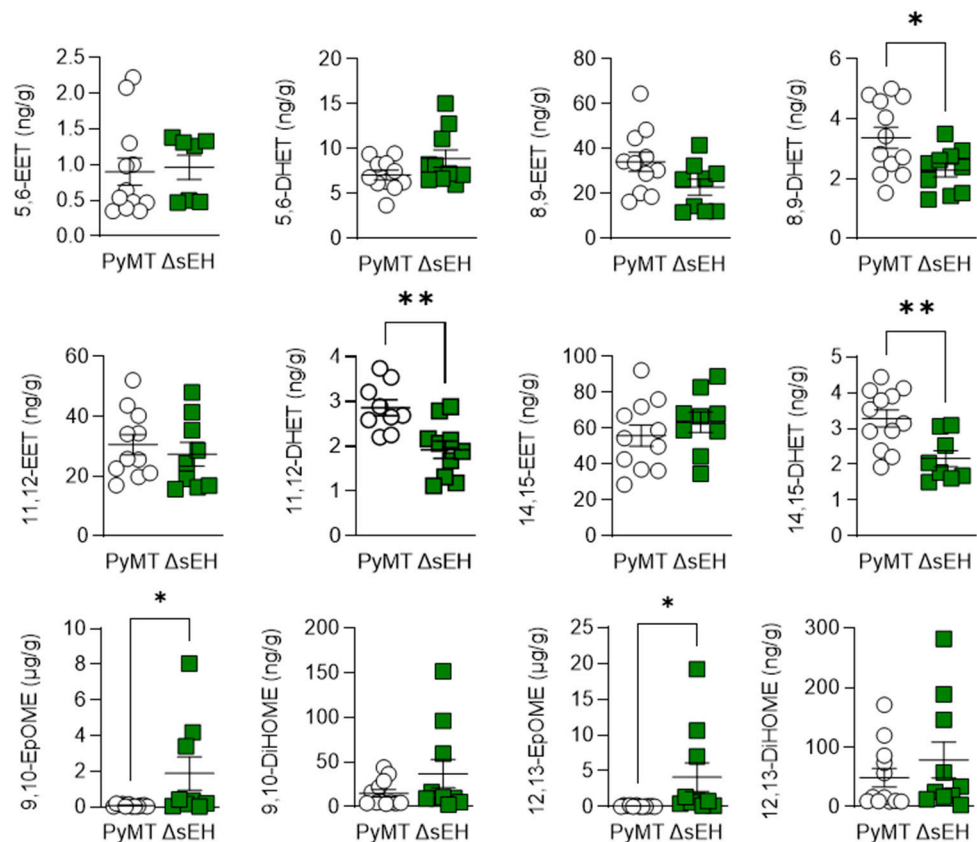 5,6-EET (ng/g)
2.5
2.0
1.5
1.0
0.5
0.0
PyMT ΔsEH
5,6-DHET (ng/g)
20
15
10
5
0
PyMT ΔsEH
8,9-EET (ng/g)
80
60
40
20
0
PyMT ΔsEH
*
8,9-DHET (ng/g)
6
4
2
0
PyMT ΔsEH
11,12-EET (ng/g)
60
40
20
0
PyMT ΔsEH
**
11,12-DHET (ng/g)
4
3
2
1
0
PyMT ΔsEH
14,15-EET (ng/g)
100
80
60
40
20
0
PyMT ΔsEH
**
14,15-DHET (ng/g)
5
4
3
2
1
0
PyMT ΔsEH
*
9,10-EpOME (µg/g)
10
8
6
4
2
0
PyMT ΔsEH
9,10-DiHOME (ng/g)
200
150
100
50
0
PyMT ΔsEH
*
12,13-EpOME (µg/g)
25
20
15
10
5
0
PyMT ΔsEH
12,13-DiHOME (ng/g)
300
200
100
0
PyMT ΔsEH